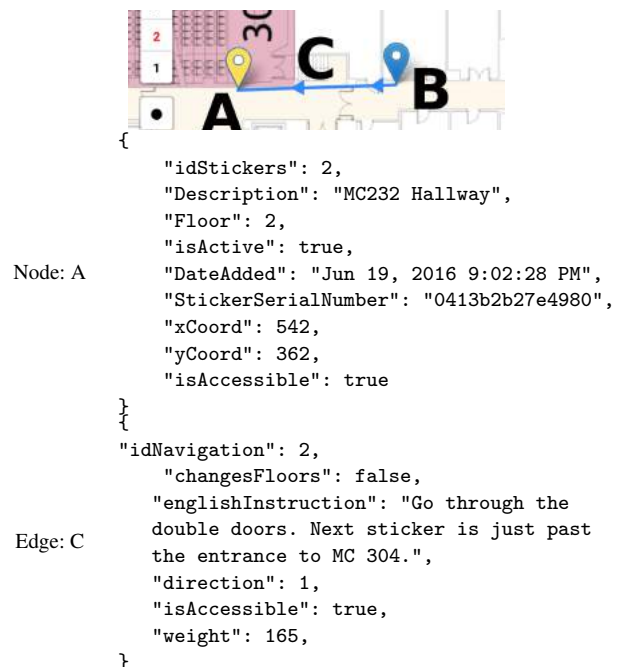 2
1
30
C
A
B
{
"idStickers": 2,
"Description": "MC232 Hallway",
"Floor": 2,
"isActive": true,
Node: A
"DateAdded": "Jun 19, 2016 9:02:28 PM",
"StickerSerialNumber": "0413b2b27e4980",
"xCoord": 542,
"yCoord": 362,
"isAccessible": true
}
{
"idNavigation": 2,
"changesFloors": false,
"englishInstruction": "Go through the
double doors. Next sticker is just past
Edge: C
the entrance to MC 304.",
"direction": 1,
"isAccessible": true,
"weight": 165,
}